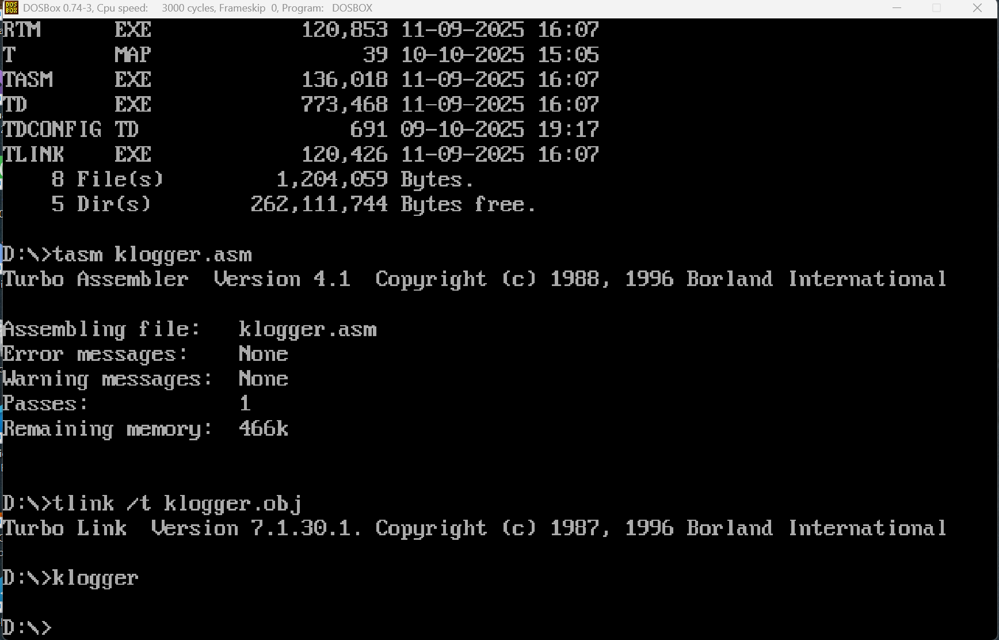 DOSBox 0.74-3, Cpu speed: 3000 cycles, Frameskip 0, Program: DOSBOX
RTM EXE 120,853 11-09-2025 16:07
T MAP 39 10-10-2025 15:05
TASM EXE 136,018 11-09-2025 16:07
TD EXE 773,468 11-09-2025 16:07
TDCONFIG TD 691 09-10-2025 19:17
TLINK EXE 120,426 11-09-2025 16:07
8 File(s) 1,204,059 Bytes.
5 Dir(s) 262,111,744 Bytes free.
D:\>tasm klogger.asm
Turbo Assembler Version 4.1 Copyright (c) 1988, 1996 Borland International
Assembling file: klogger.asm
Error messages: None
Warning messages: None
Passes: 1
Remaining memory: 466k
D:\>tlink /t klogger.obj
Turbo Link Version 7.1.30.1. Copyright (c) 1987, 1996 Borland International
D:\>klogger
D:\>